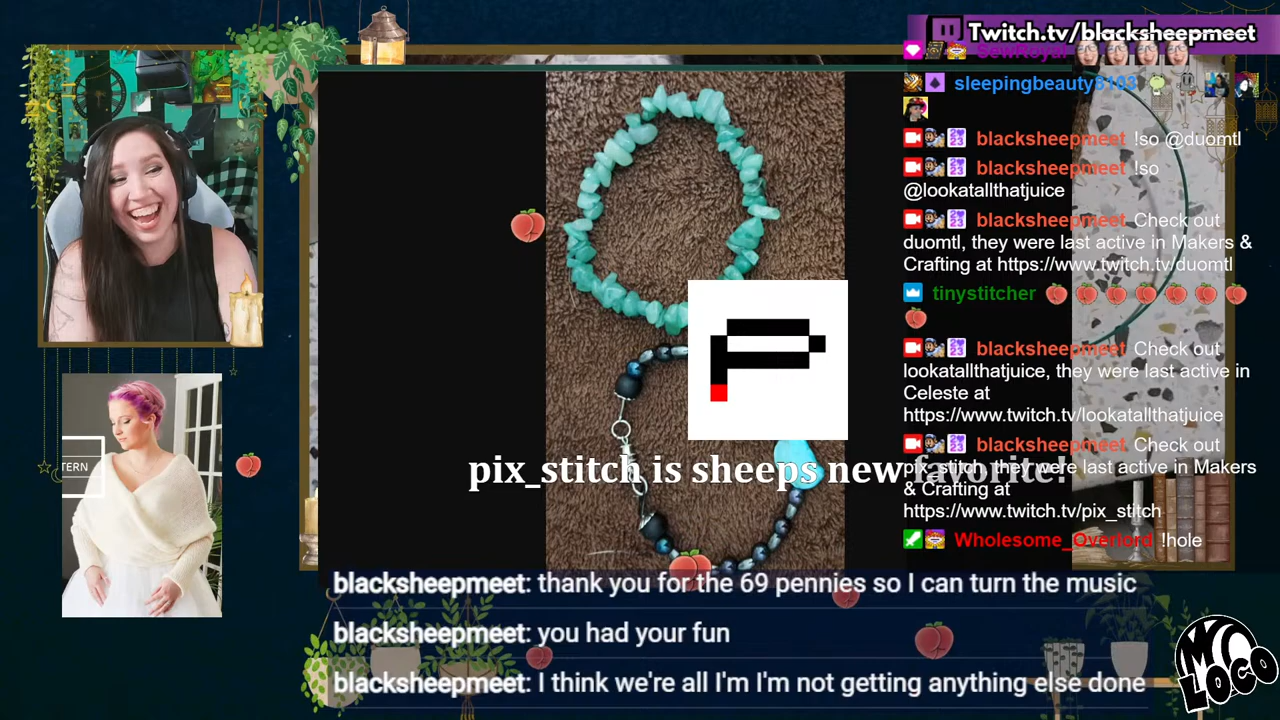 Twitch.tv/blacksheepmeet
SewRoyal
sleepingbeauty8103
blacksheepmeet !so @duomtl
blacksheepmeet !so
@lookatallthatjuice
blacksheepmeet Check out
duomtl, they were last active in Makers &
Crafting at https://www.twitch.tv/duomtl
tinystitcher
blacksheepmeet Check out
lookatallthatjuice, they were last active in
Celeste at
https://www.twitch.tv/lookatallthatjuice
blacksheepmeet Check out
pix_stitch, they were last active in Makers
& Crafting at
https://www.twitch.tv/pix_stitch
Wholesome_Overlord !hole
TERN
pix_stitch is sheeps new favorite!
blacksheepmeet: thank you for the 69 pennies so I can turn the music
blacksheepmeet: you had your fun
blacksheepmeet: I think we're all I'm I'm not getting anything else done
MC
LOCO